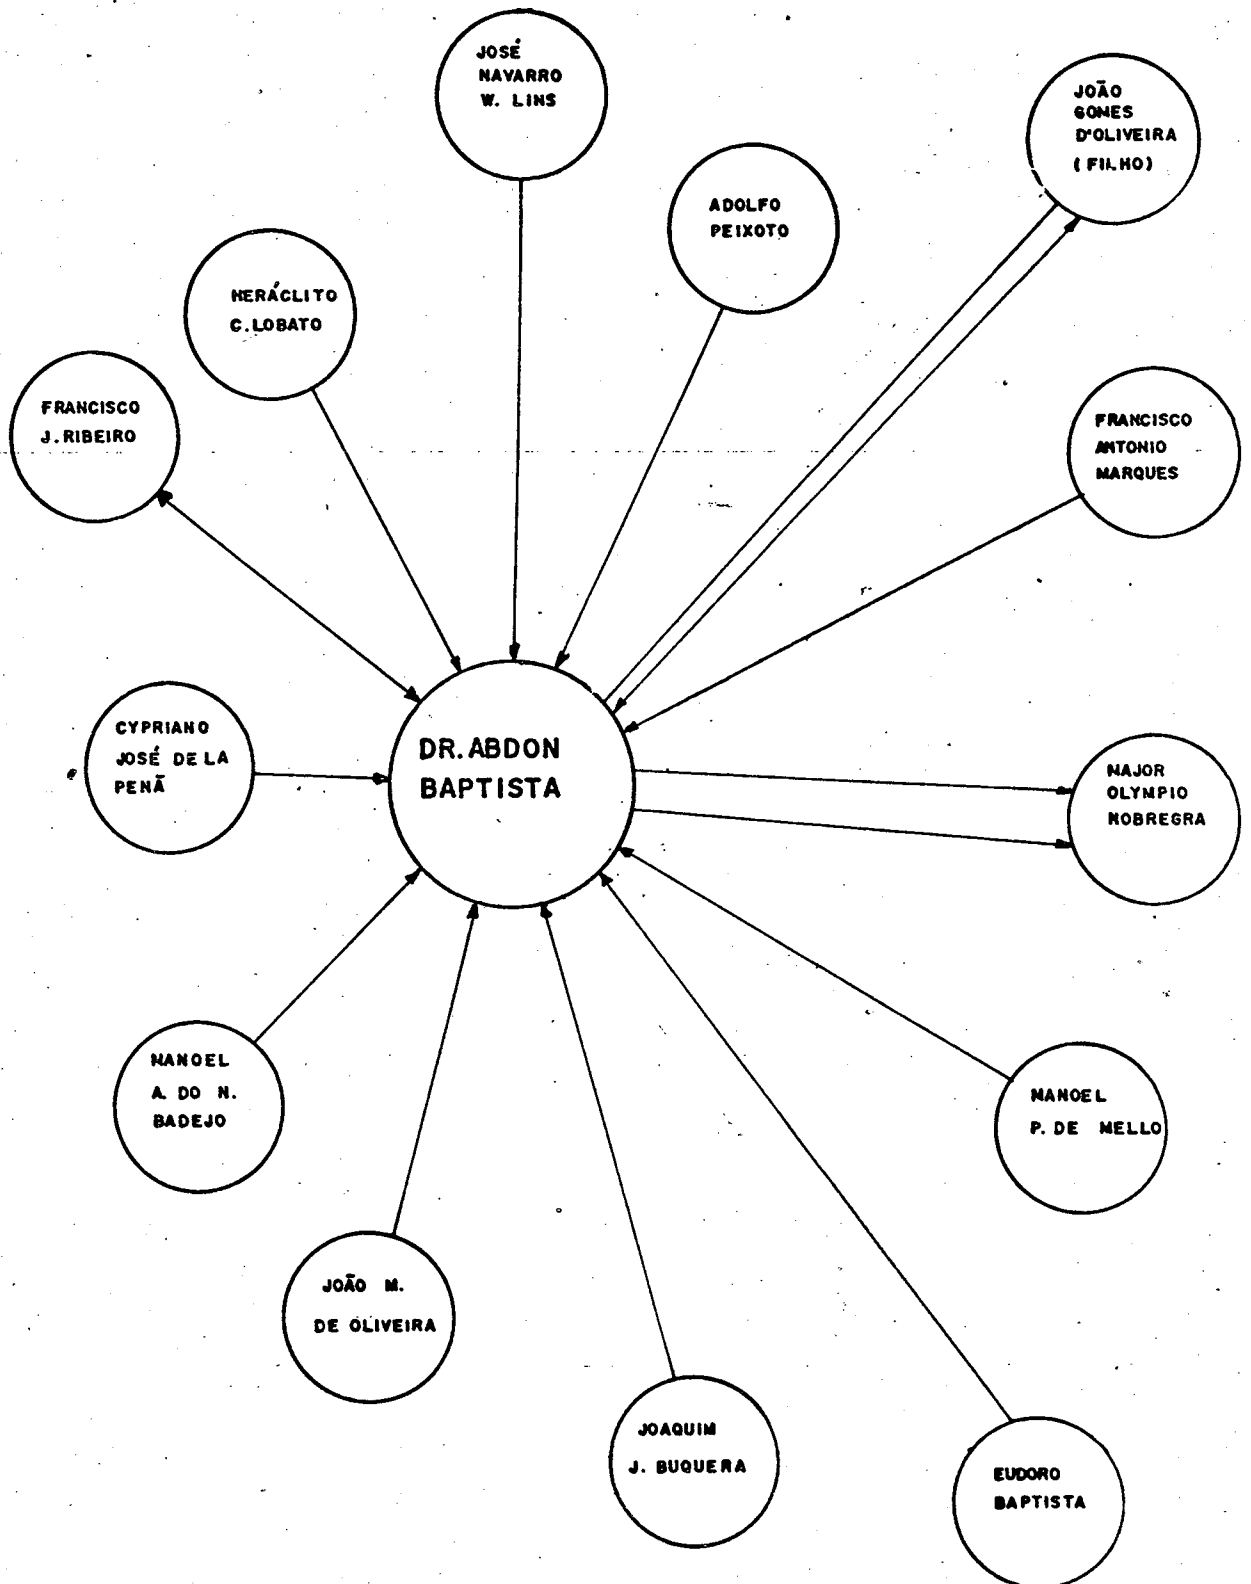 JOSÉ
NAVARRO
W. LINS
JOÃO
GOMES
D'OLIVEIRA
(FILHO)
ADOLFO
PEIXOTO
HERÁCLITO
C. LOBATO
FRANCISCO
J. RIBEIRO
FRANCISCO
ANTONIO
MARQUES
CYPRIANO
JOSÉ DE LA
PENÃ
DR. ABDON
BAPTISTA
MAJOR
OLYMPIO
NOBREGRA
MANOEL
A. DO N.
BADEJO
MANOEL
P. DE MELLO
JOÃO M.
DE OLIVEIRA
JOAQUIM
J. BUQUERA
EUDORO
BAPTISTA